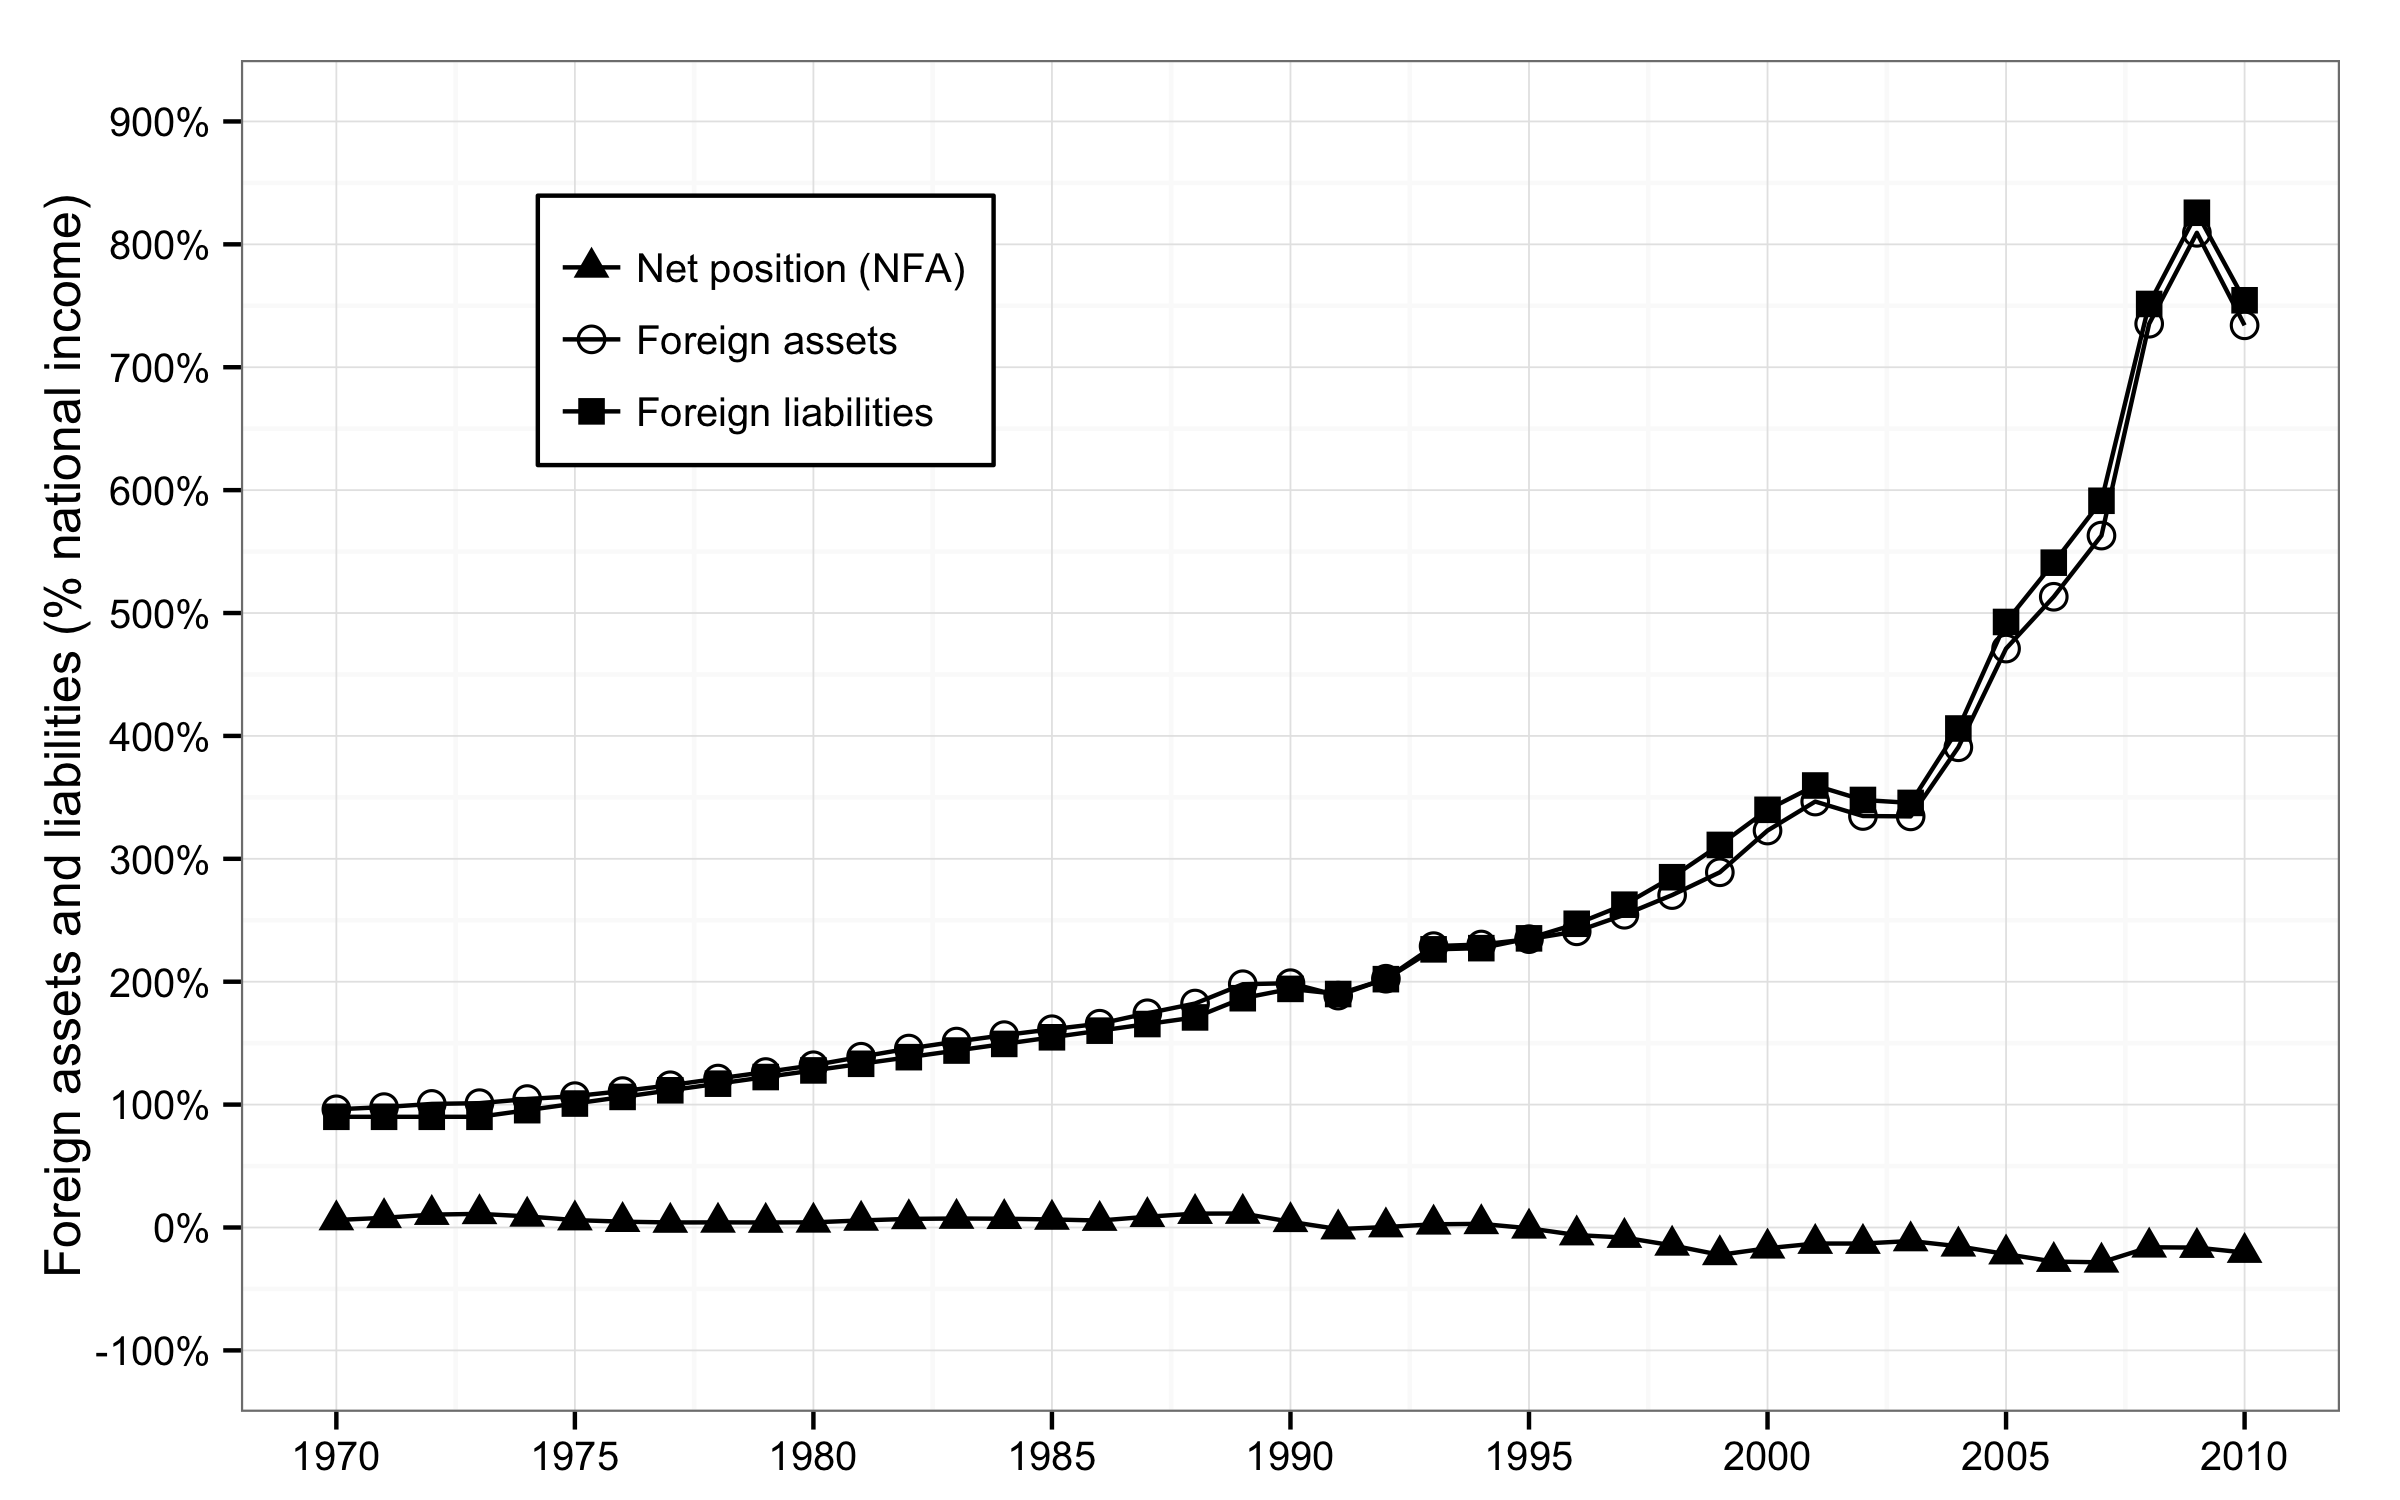 Foreign assets and liabilities (% national income)
900%
800%
700%
600%
500%
400%
300%
200%
100%
0%
-100%
Net position (NFA)
Foreign assets
Foreign liabilities
1970 1975 1980 1985 1990 1995 2000 2005 2010